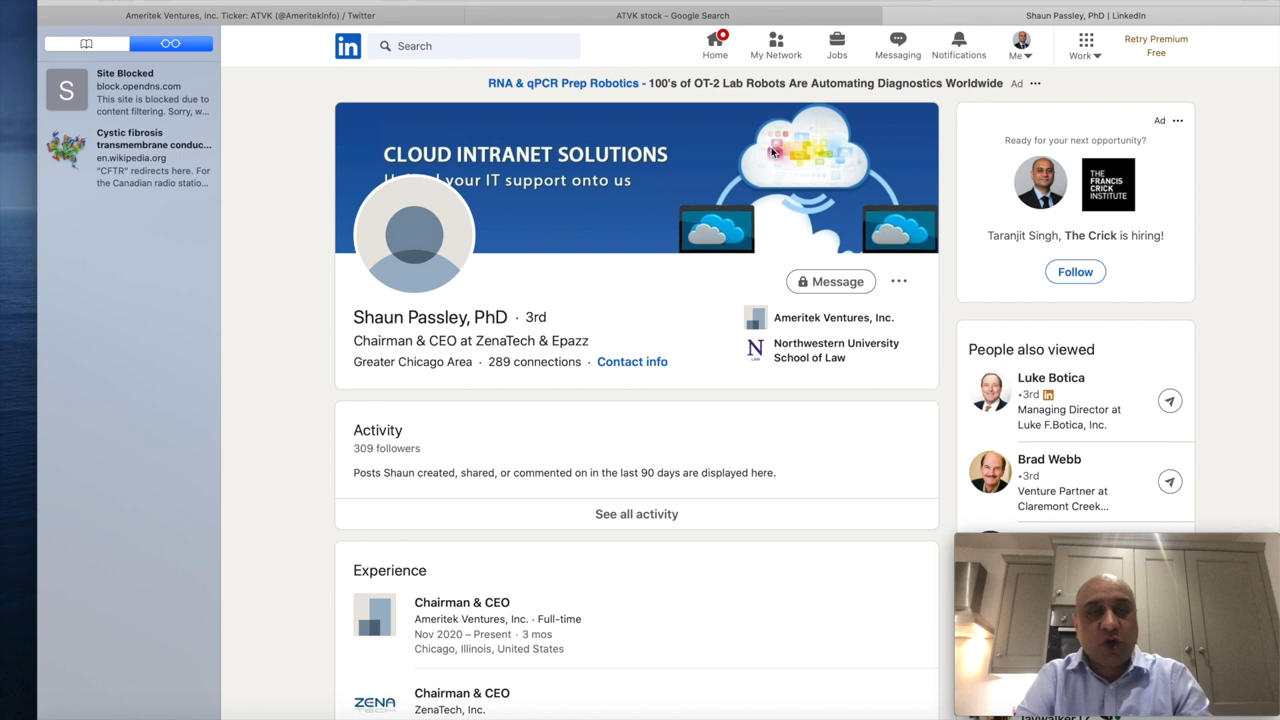 Ameritek Ventures, Inc. Ticker: ATVK (@AmeritekInfo) / Twitter
ATVK stock - Google Search
Shaun Passley, PhD | LinkedIn
S
Site Blocked
block.opendns.com
This site is blocked due to
content filtering. Sorry, w...
Cystic fibrosis
transmembrane conduc...
en.wikipedia.org
"CFTR" redirects here. For
the Canadian radio statio...
in
Search
Home
My Network
Jobs
Messaging
Notifications
Me
Work
Retry Premium
Free
RNA & qPCR Prep Robotics - 100's of OT-2 Lab Robots Are Automating Diagnostics Worldwide
Ad ...
CLOUD INTRANET SOLUTIONS
your IT support onto us
Message
...
Shaun Passley, PhD · 3rd
Chairman & CEO at ZenaTech & Epazz
Greater Chicago Area · 289 connections · Contact info
Ameritek Ventures, Inc.
N
LAW
Northwestern University
School of Law
Activity
309 followers
Posts Shaun created, shared, or commented on in the last 90 days are displayed here.
See all activity
Experience
Chairman & CEO
Ameritek Ventures, Inc. · Full-time
Nov 2020 – Present · 3 mos
Chicago, Illinois, United States
ZENA
TECH
Chairman & CEO
ZenaTech, Inc.
Ad ...
Ready for your next opportunity?
THE
FRANCIS
CRICK
INSTITUTE
Taranjit Singh, The Crick is hiring!
Follow
People also viewed
Luke Botica
• 3rd in
Managing Director at
Luke F.Botica, Inc.
Brad Webb
• 3rd
Venture Partner at
Claremont Creek...